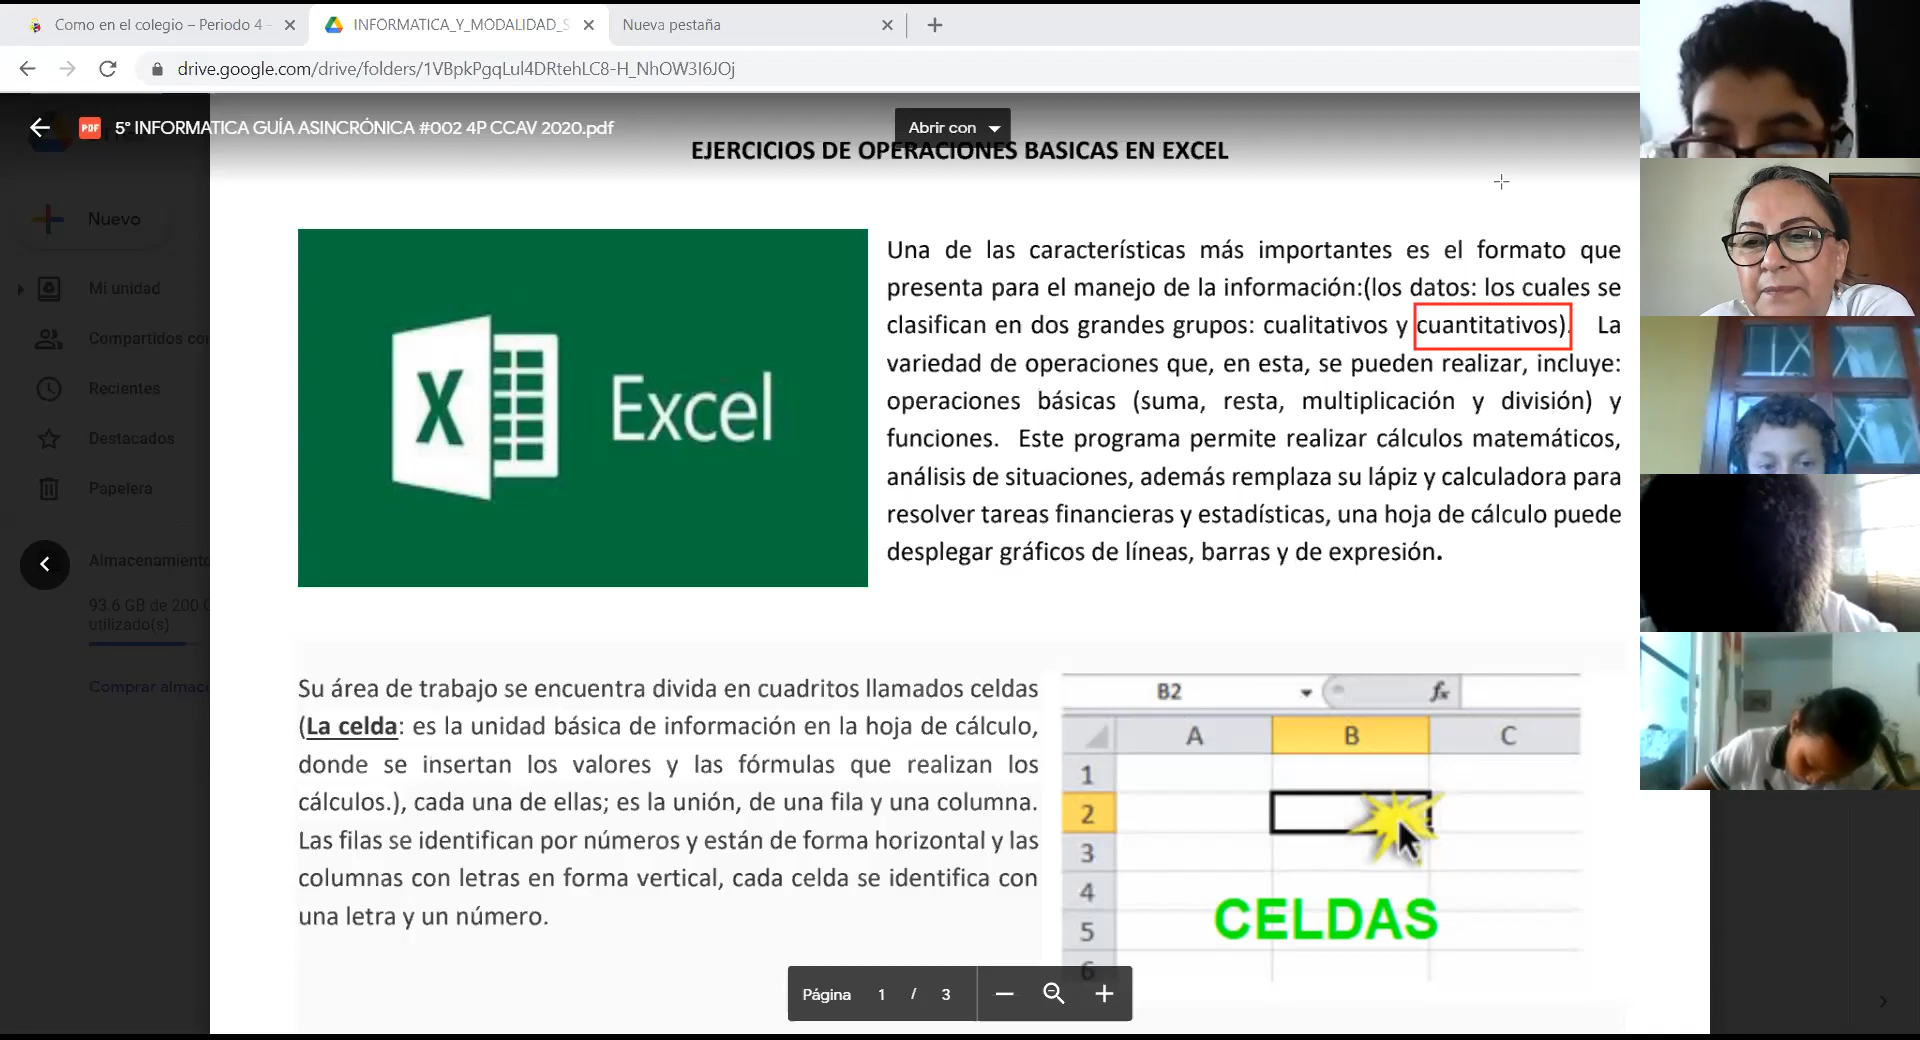 Como en el colegio – Periodo 4 -
INFORMATICA_Y_MODALIDAD_S
Nueva pestaña
drive.google.com/drive/folders/1VBpkPgqLul4DRtehLC8-H_NhOW3I6JOj
PDF 5° INFORMATICA GUÍA ASINCRÓNICA #002 4P CCAV 2020.pdf
Abrir con
EJERCICIOS DE OPERACIONES BASICAS EN EXCEL
Nuevo
Mi unidad
Compartidos co
Recientes
Destacados
Papelera
Almacenamiento
93.6 GB de 200
utilizado(s)
Comprar almac
X Excel
Una de las características más importantes es el formato que
presenta para el manejo de la información:(los datos: los cuales se
clasifican en dos grandes grupos: cualitativos y cuantitativos). La
variedad de operaciones que, en esta, se pueden realizar, incluye:
operaciones básicas (suma, resta, multiplicación y división) y
funciones. Este programa permite realizar cálculos matemáticos,
análisis de situaciones, además remplaza su lápiz y calculadora para
resolver tareas financieras y estadísticas, una hoja de cálculo puede
desplegar gráficos de líneas, barras y de expresión.
Su área de trabajo se encuentra divida en cuadritos llamados celdas
(La celda: es la unidad básica de información en la hoja de cálculo,
donde se insertan los valores y las fórmulas que realizan los
cálculos.), cada una de ellas; es la unión, de una fila y una columna.
Las filas se identifican por números y están de forma horizontal y las
columnas con letras en forma vertical, cada celda se identifica con
una letra y un número.
B2 fx
A B C
1
2
3
4
5
6
CELDAS
Página 1 / 3